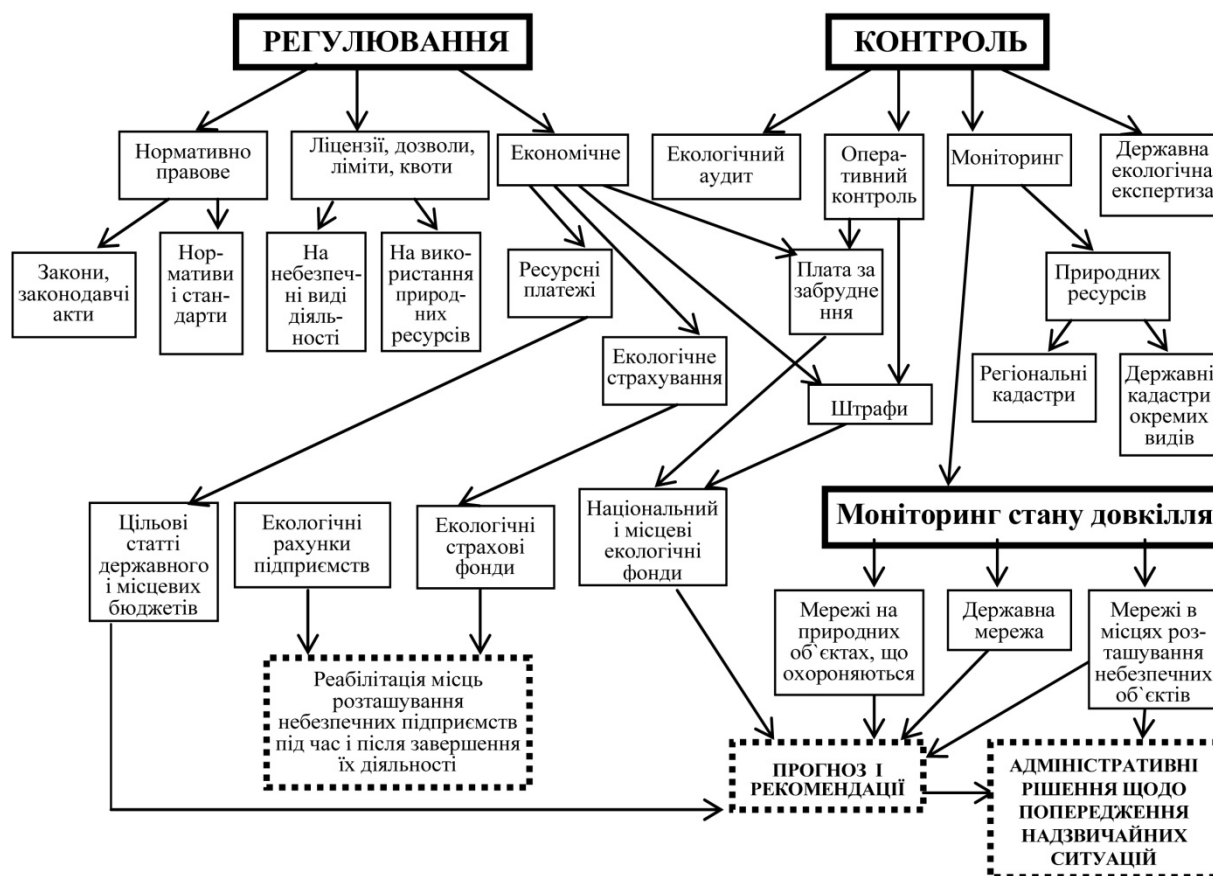 РЕГУЛЮВАННЯ
КОНТРОЛЬ
Нормативно
правове
Ліцензії, дозволи,
ліміти, квоти
Економічне
Екологічний
аудит
Опера-
тивний
контроль
Моніторинг
Державна
екологічна
експертиза
Закони,
законодавчі
акти
Нор-
мативи
і стан-
дарти
На
небезпеч-
ні виді
діяль-
ності
На вико-
ристання
природ-
них
ресурсів
Ресурсні
платежі
Плата за
забрудне
ння
Природних
ресурсів
Екологічне
страхування
Штрафи
Регіональні
кадастри
Державні
кадастри
окремих
видів
Цільові
статті
державного
і місцевих
бюджетів
Екологічні
рахунки
підприємств
Екологічні
страхові
фонди
Національний
і місцеві
екологічні
фонди
Моніторинг стану довкілля
Мережі на
природних
об`єктах, що
охороняються
Державна
мережа
Мережі в
місцях роз-
ташування
небезпечних
об`єктів
Реабілітація місць
розташування
небезпечних підприємств
під час і після завершення
їх діяльності
ПРОГНОЗ І
РЕКОМЕНДАЦІЇ
АДМІНІСТРАТИВНІ
РІШЕННЯ ЩОДО
ПОПЕРЕДЖЕННЯ
НАДЗВИЧАЙНИХ
СИТУАЦІЙ